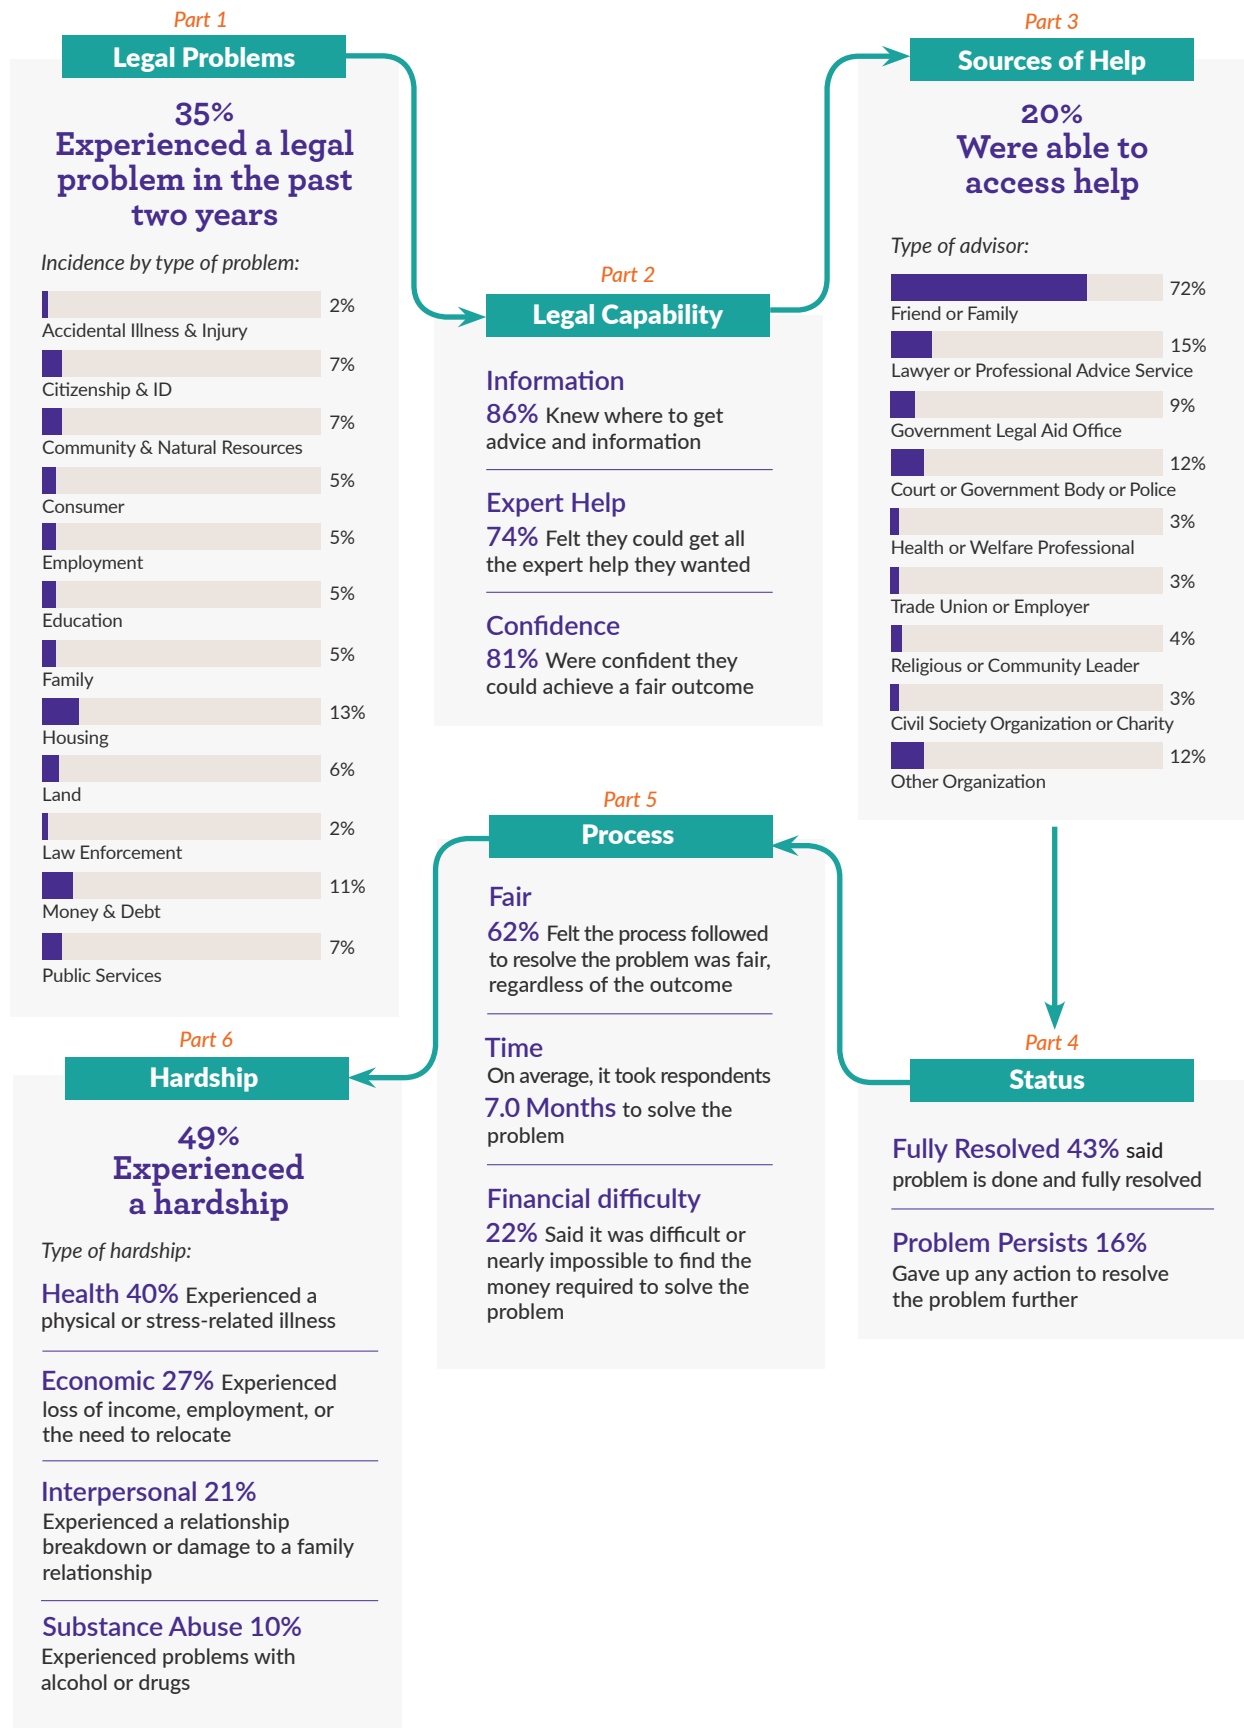 Part 1
Legal Problems
35%
Experienced a legal
problem in the past
two years
Incidence by type of problem:
2%
Accidental Illness & Injury
7%
Citizenship & ID
7%
Community & Natural Resources
5%
Consumer
5%
Employment
5%
Education
5%
Family
13%
Housing
6%
Land
2%
Law Enforcement
11%
Money & Debt
7%
Public Services
Part 2
Legal Capability
Information
86% Knew where to get
advice and information
Expert Help
74% Felt they could get all
the expert help they wanted
Confidence
81% Were confident they
could achieve a fair outcome
Part 3
Sources of Help
20%
Were able to
access help
Type of advisor:
72%
Friend or Family
15%
Lawyer or Professional Advice Service
9%
Government Legal Aid Office
12%
Court or Government Body or Police
3%
Health or Welfare Professional
3%
Trade Union or Employer
4%
Religious or Community Leader
3%
Civil Society Organization or Charity
12%
Other Organization
Part 4
Status
Fully Resolved 43% said
problem is done and fully resolved
Problem Persists 16%
Gave up any action to resolve
the problem further
Part 5
Process
Fair
62% Felt the process followed
to resolve the problem was fair,
regardless of the outcome
Time
On average, it took respondents
7.0 Months to solve the
problem
Financial difficulty
22% Said it was difficult or
nearly impossible to find the
money required to solve the
problem
Part 6
Hardship
49%
Experienced
a hardship
Type of hardship:
Health 40% Experienced a
physical or stress-related illness
Economic 27% Experienced
loss of income, employment, or
the need to relocate
Interpersonal 21%
Experienced a relationship
breakdown or damage to a family
relationship
Substance Abuse 10%
Experienced problems with
alcohol or drugs